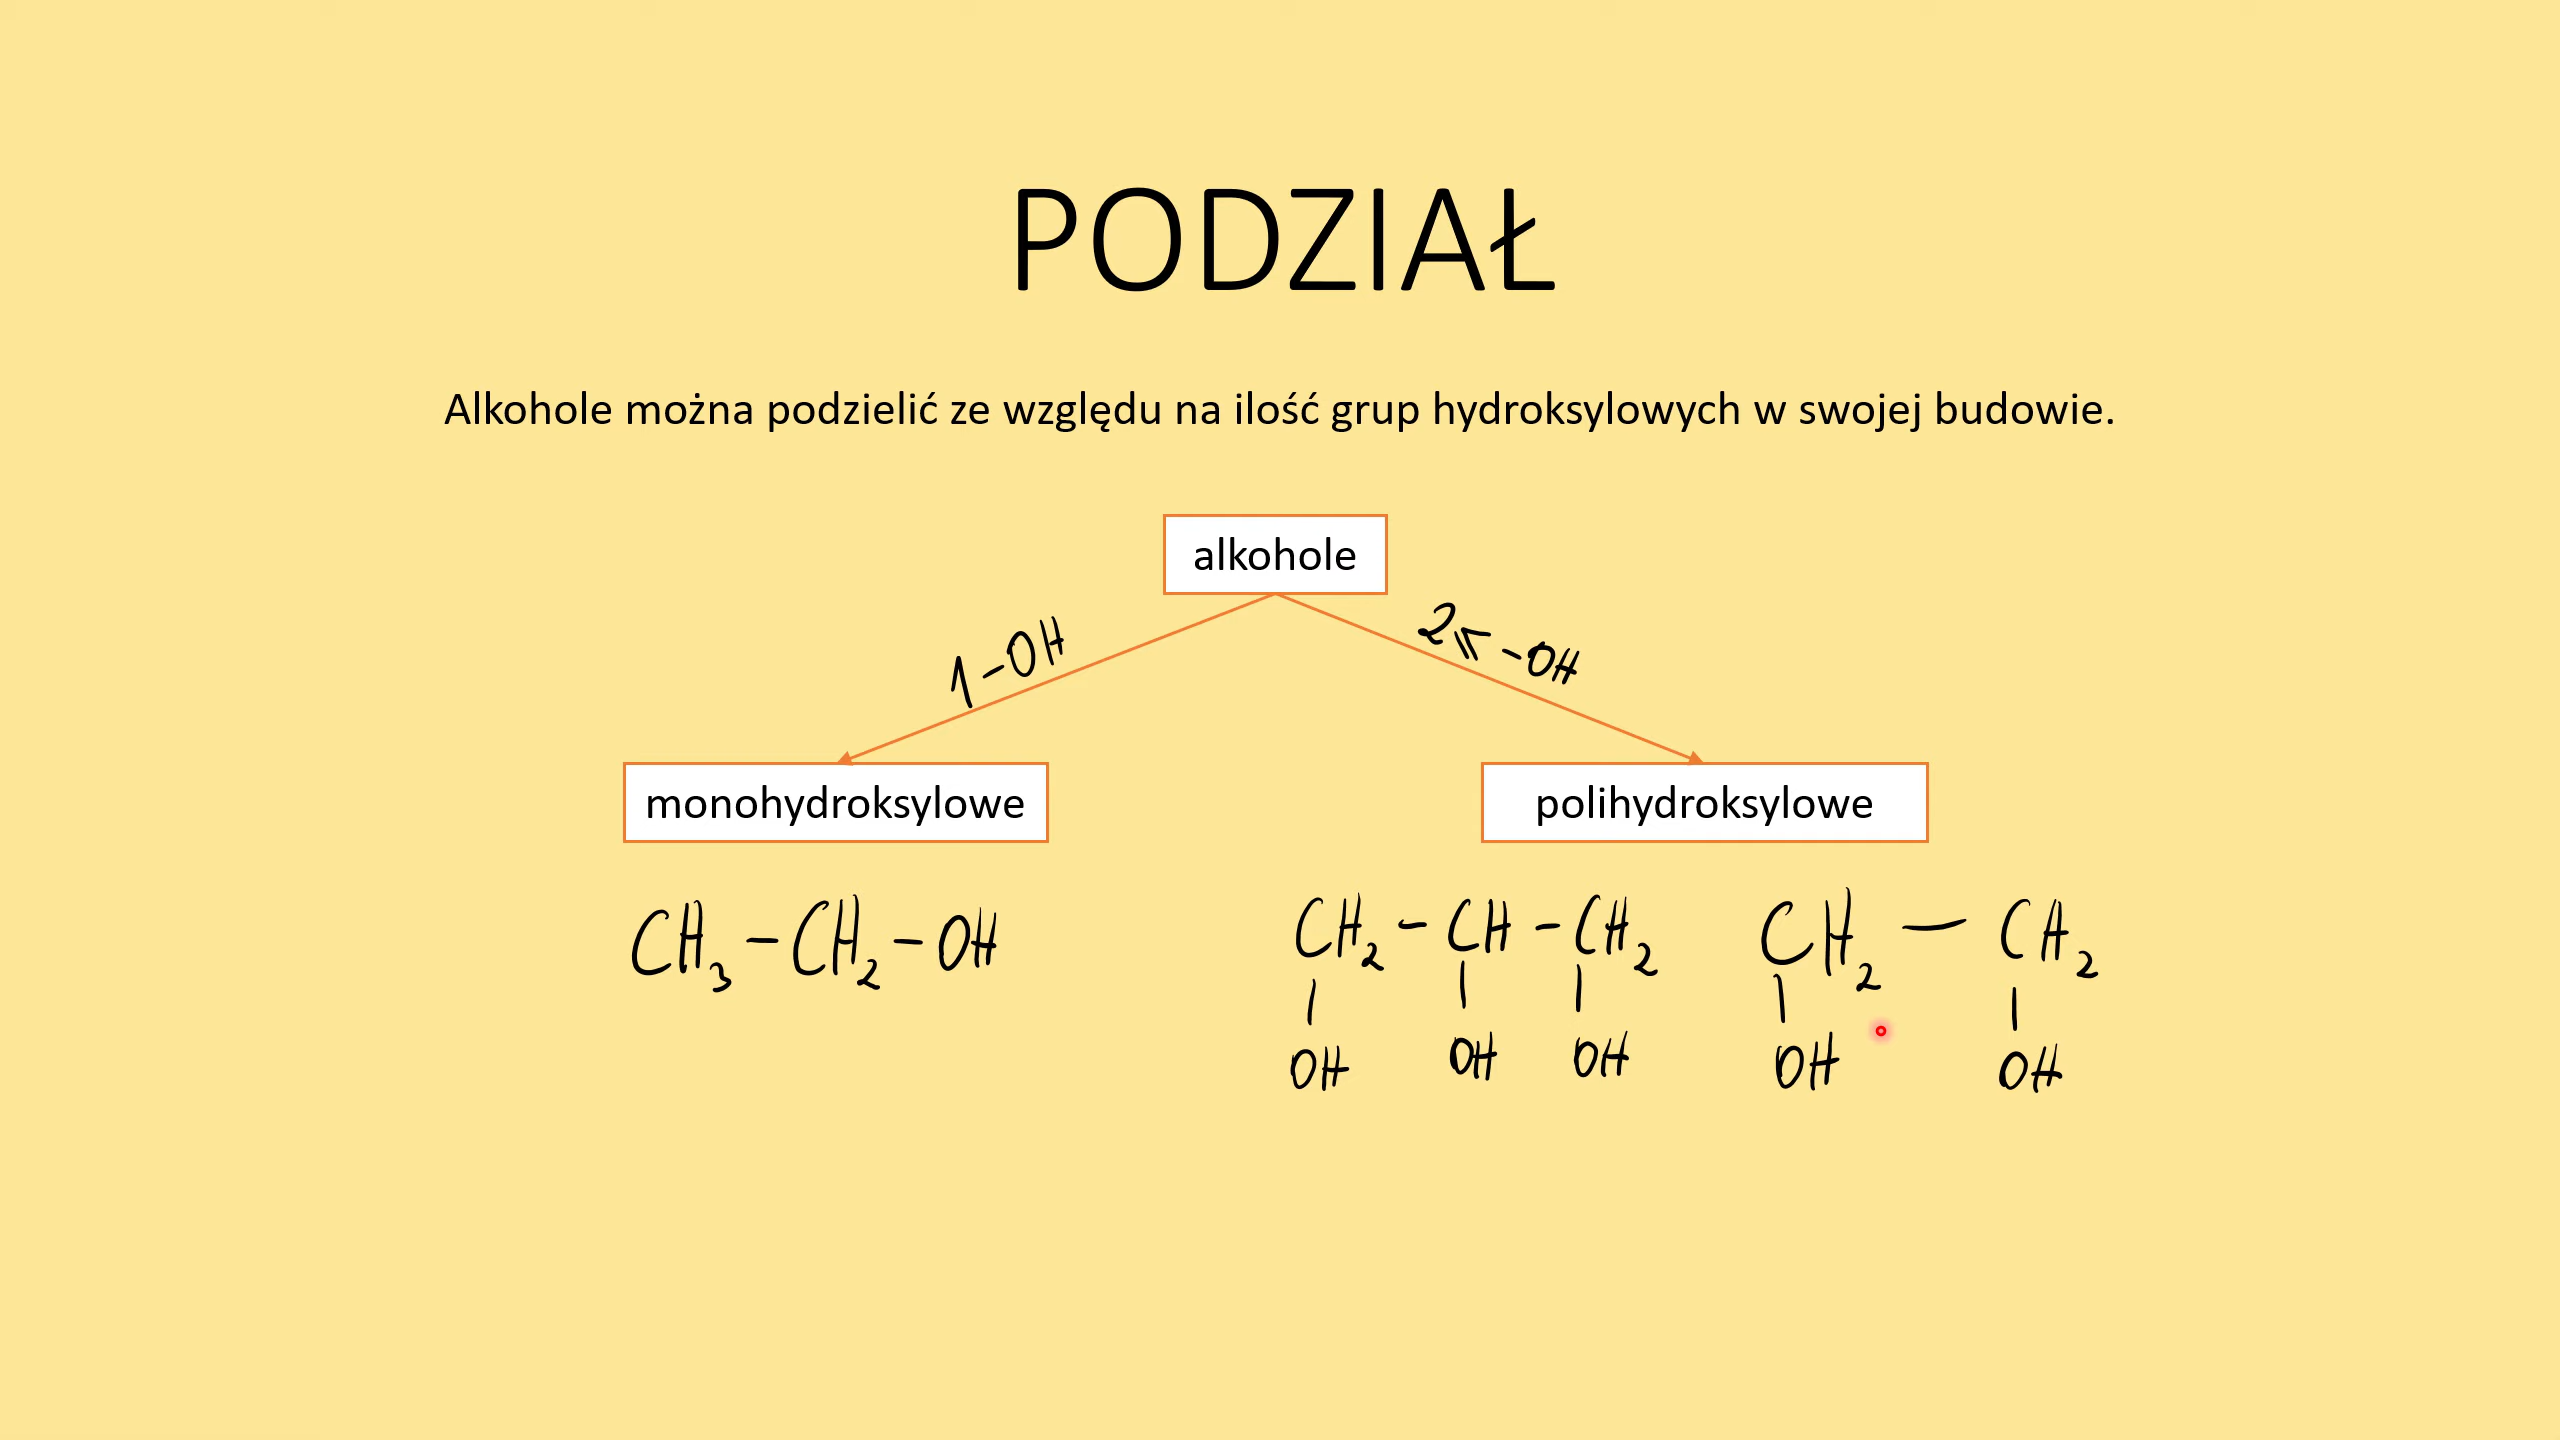 PODZIAŁ
Alkohole można podzielić ze względu na ilość grup hydroksylowych w swojej budowie.
alkohole
1 -OH
2⩽ -OH
monohydroksylowe
polihydroksylowe
CH₃ - CH₂ - OH
CH₂ - CH - CH₂
OH OH OH
CH₂ — CH₂
OH OH